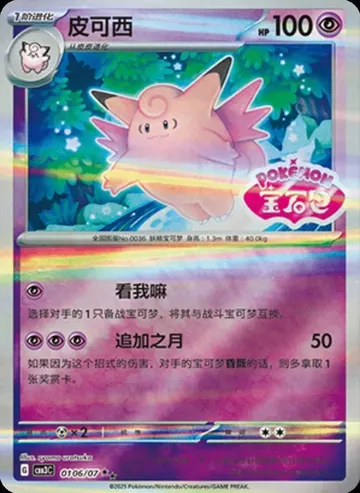 1阶进化 皮可西 HP 100
从皮皮进化
POKÉMON
宝石包
全国图鉴No.0036 妖精宝可梦 身高：1.3m 体重：40.0kg
看我嘛
选择对手的1只备战宝可梦，将其与战斗宝可梦互换。
追加之月 50
如果因为这个招式的伤害，对手的宝可梦昏厥的话，则多拿取1
张奖赏卡。
×2
Illus. syomo uratsuka
G CBB3C 0106/07
©2025 Pokémon/Nintendo/Creatures/GAME FREAK.